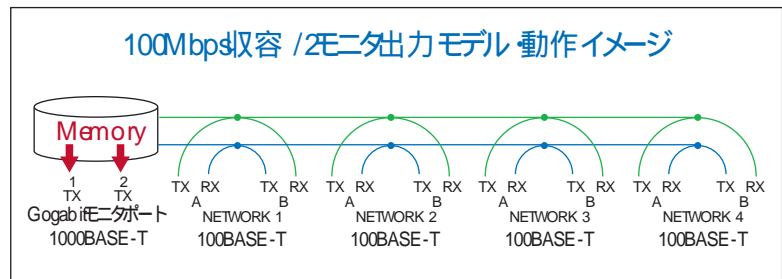 100Mbps収容 /2モニタ出力 モデル・動作イメージ
Memory
1 2
TX TX
Gogabitモニタポート
1000BASE-T
TX RX TX RX
A B
NETWORK 1
100BASE-T
TX RX TX RX
A B
NETWORK 2
100BASE-T
TX RX TX RX
A B
NETWORK 3
100BASE-T
TX RX TX RX
A B
NETWORK 4
100BASE-T